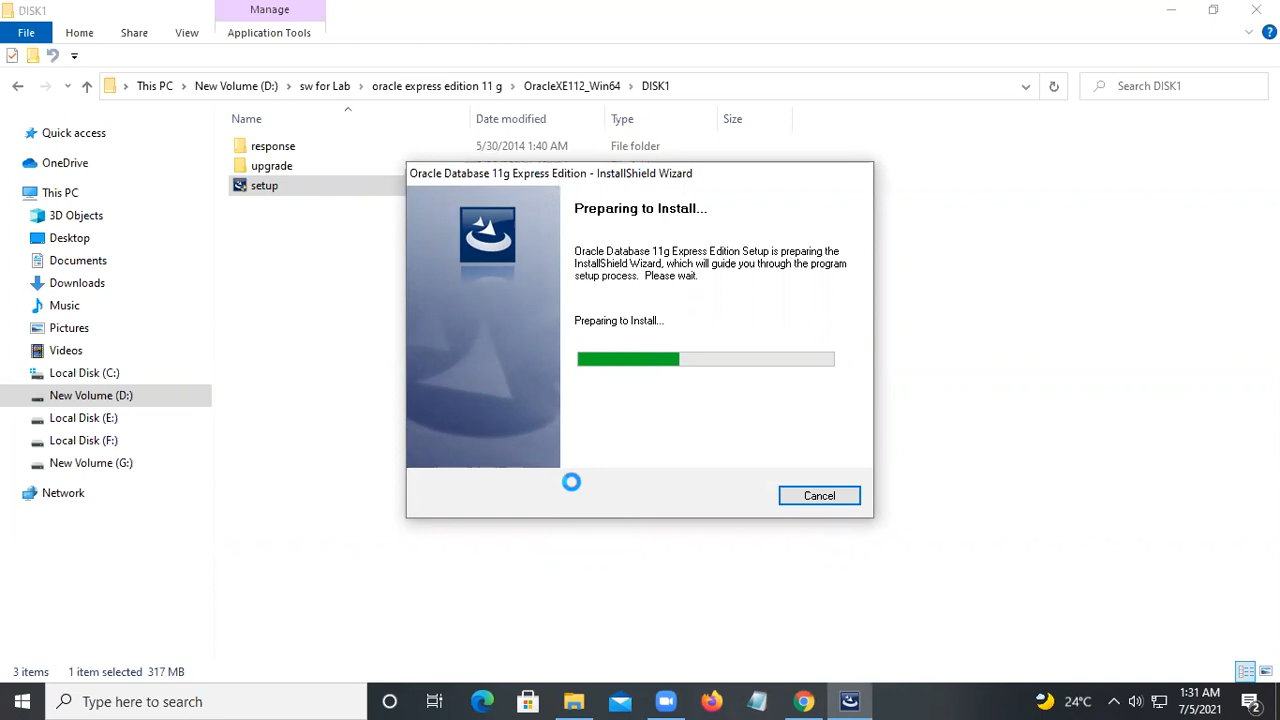 DISK1
Manage
File
Home
Share
View
Application Tools
This PC
New Volume (D:)
sw for Lab
oracle express edition 11 g
OracleXE112_Win64
DISK1
Search DISK1
Name
Date modified
Type
Size
Quick access
OneDrive
This PC
3D Objects
Desktop
Documents
Downloads
Music
Pictures
Videos
Local Disk (C:)
New Volume (D:)
Local Disk (E:)
Local Disk (F:)
New Volume (G:)
Network
response
5/30/2014 1:40 AM
File folder
upgrade
setup
Oracle Database 11g Express Edition - InstallShield Wizard
Preparing to Install...
Oracle Database 11g Express Edition Setup is preparing the
InstallShield Wizard, which will guide you through the program
setup process. Please wait.
Preparing to Install...
Cancel
3 items
1 item selected 317 MB
Type here to search
24°C
1:31 AM
7/5/2021
2